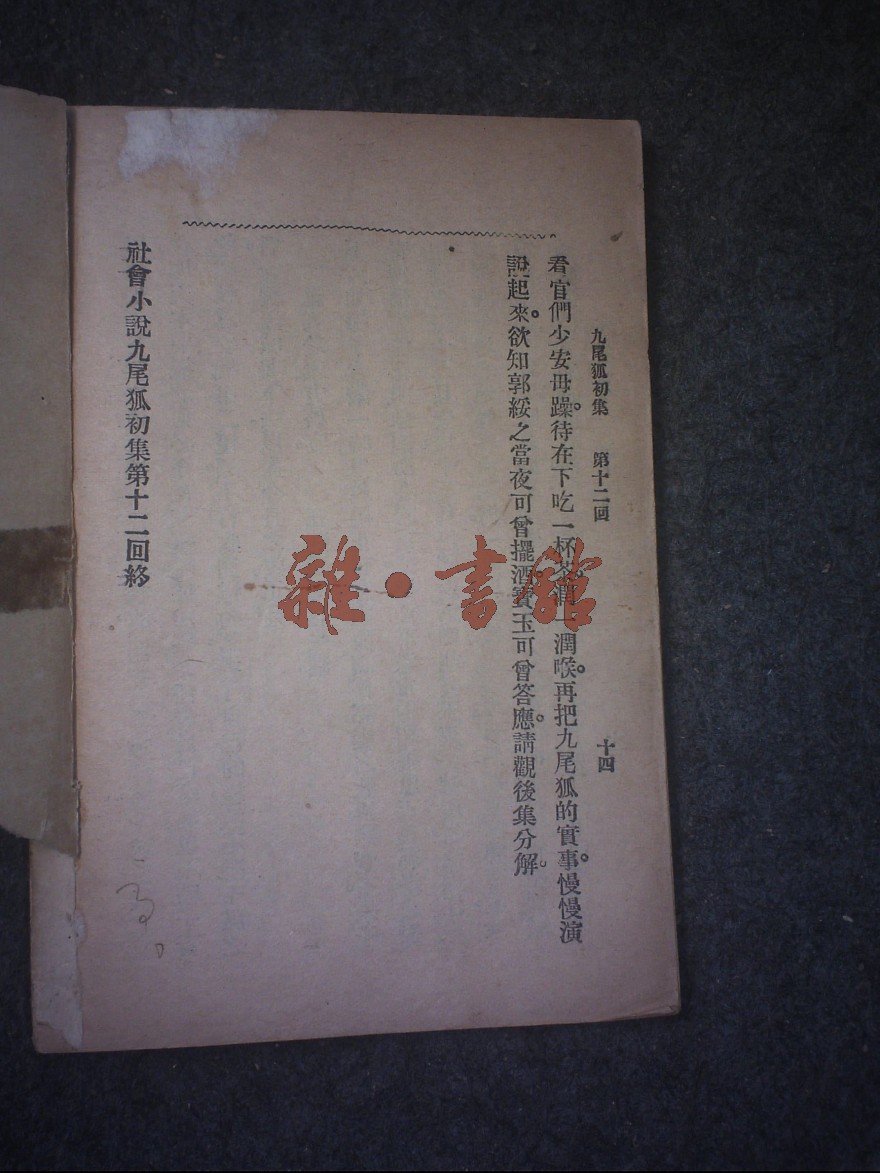 九尾狐初集 第十二回 十四
看官們少安毋躁。待在下吃一杯茶。潤一潤喉。再把九尾狐的實事。慢慢演
說起來。欲知郭綏之當夜可曾擺酒。寶玉可曾答應。請觀後集分解。
社會小說九尾狐初集第十二回終
雜·書館